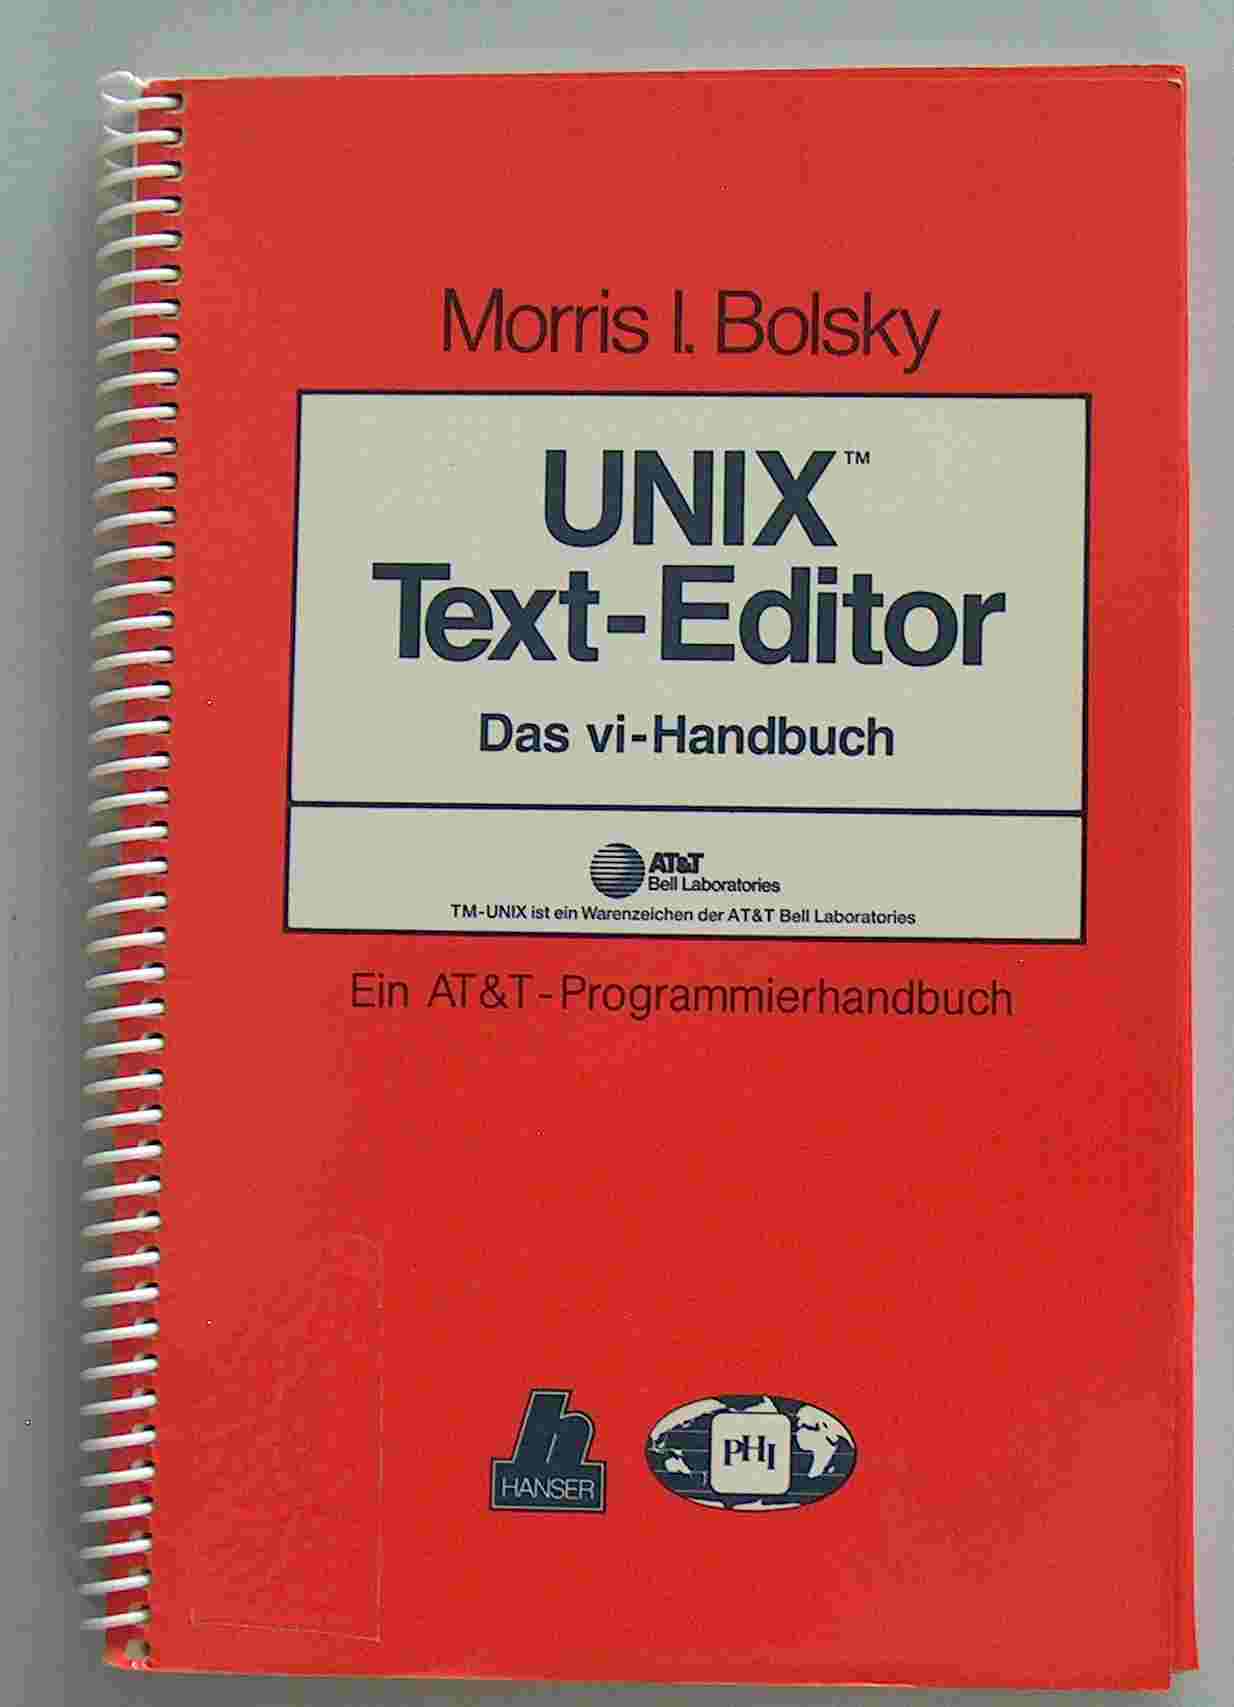 Morris I. Bolsky
UNIX™
Text-Editor
Das vi-Handbuch
AT&T
Bell Laboratories
TM-UNIX ist ein Warenzeichen der AT&T Bell Laboratories
Ein AT&T-Programmierhandbuch
h
HANSER
PHI